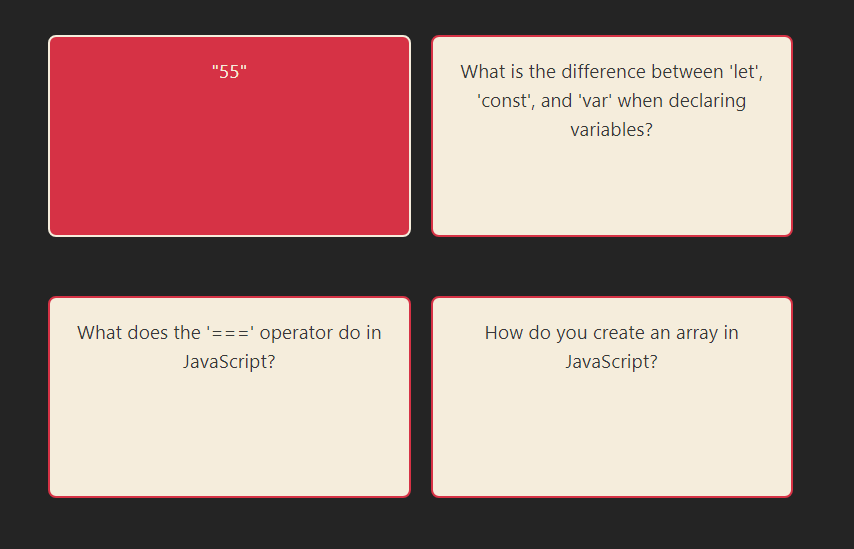 "55"
What is the difference between 'let',
'const', and 'var' when declaring
variables?
What does the '===' operator do in
JavaScript?
How do you create an array in
JavaScript?